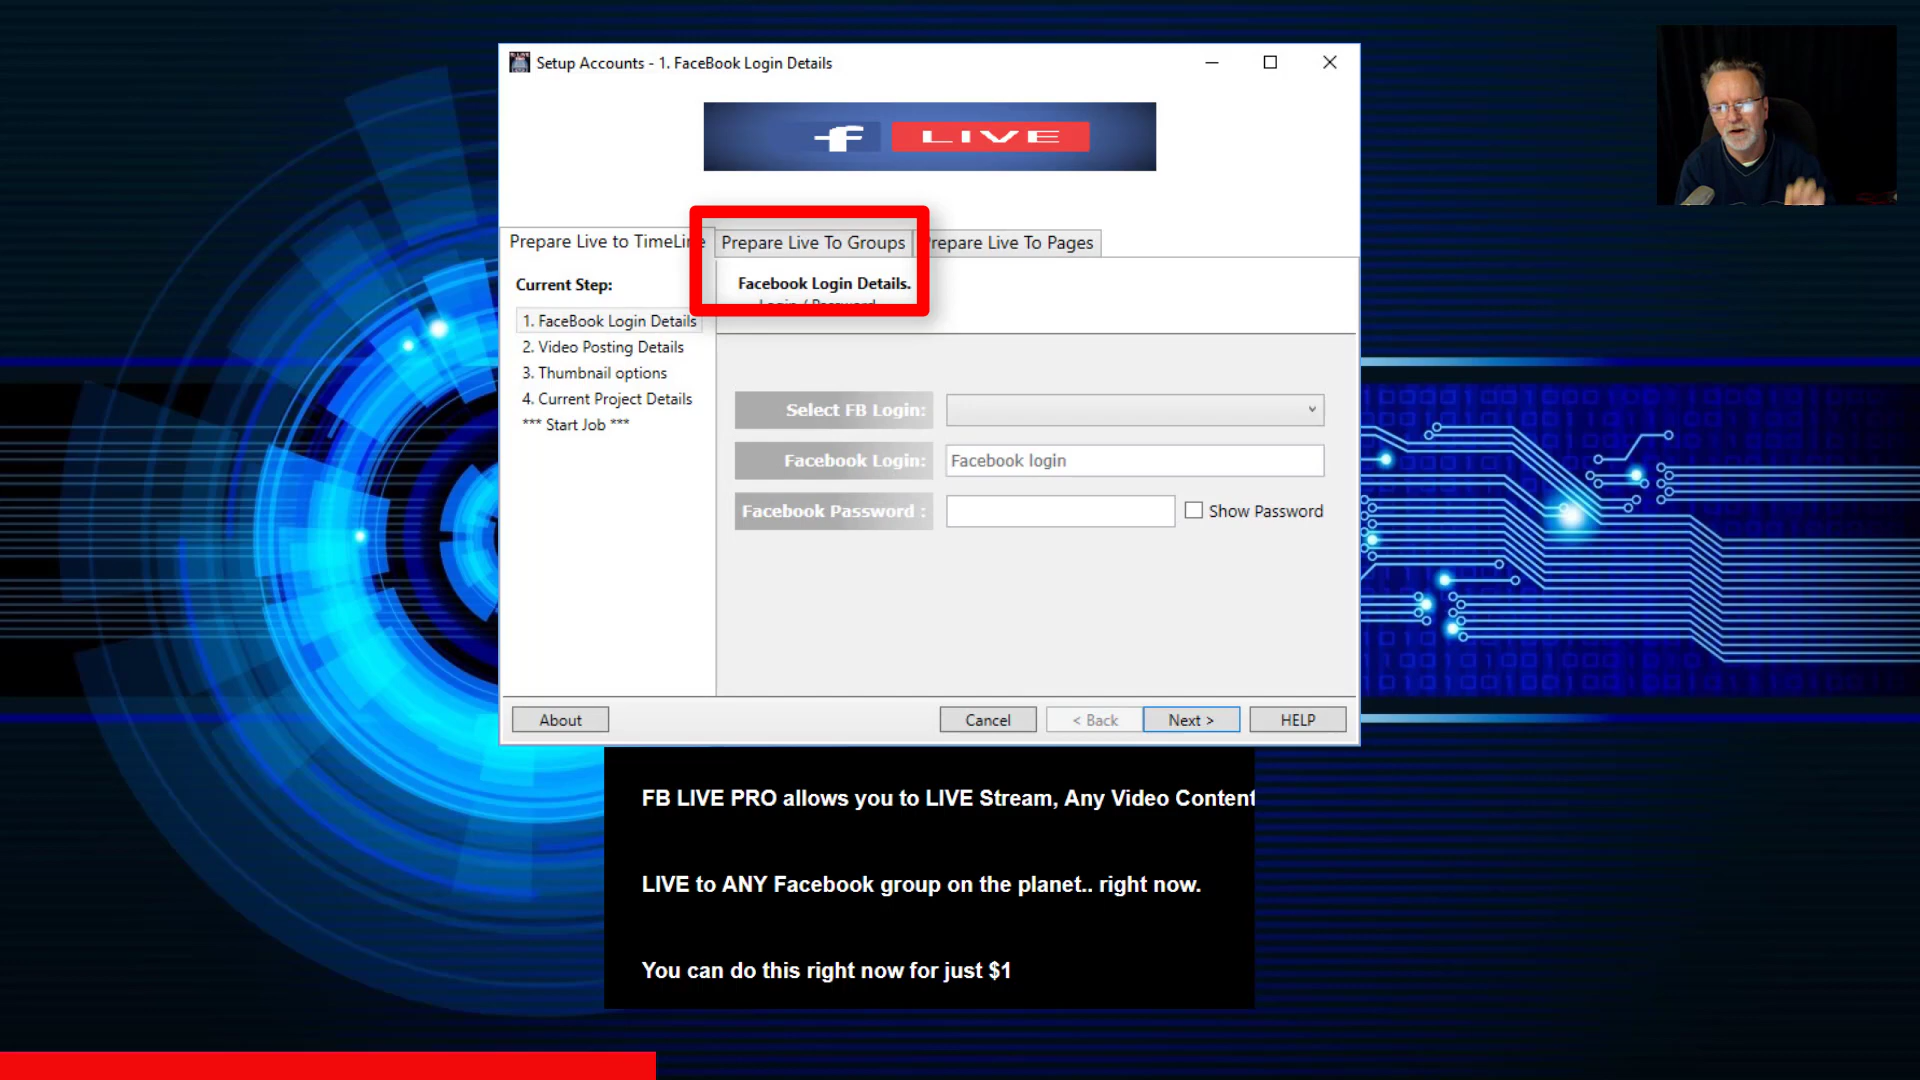 Setup Accounts - 1. FaceBook Login Details
f LIVE
Prepare Live to TimeLine Prepare Live To Groups Prepare Live To Pages
Current Step:
Facebook Login Details.
Login / Password
1. FaceBook Login Details
2. Video Posting Details
3. Thumbnail options
4. Current Project Details
*** Start Job ***
Select FB Login:
Facebook Login: Facebook login
Facebook Password : Show Password
About Cancel < Back Next > HELP
FB LIVE PRO allows you to LIVE Stream, Any Video Content
LIVE to ANY Facebook group on the planet.. right now.
You can do this right now for just $1